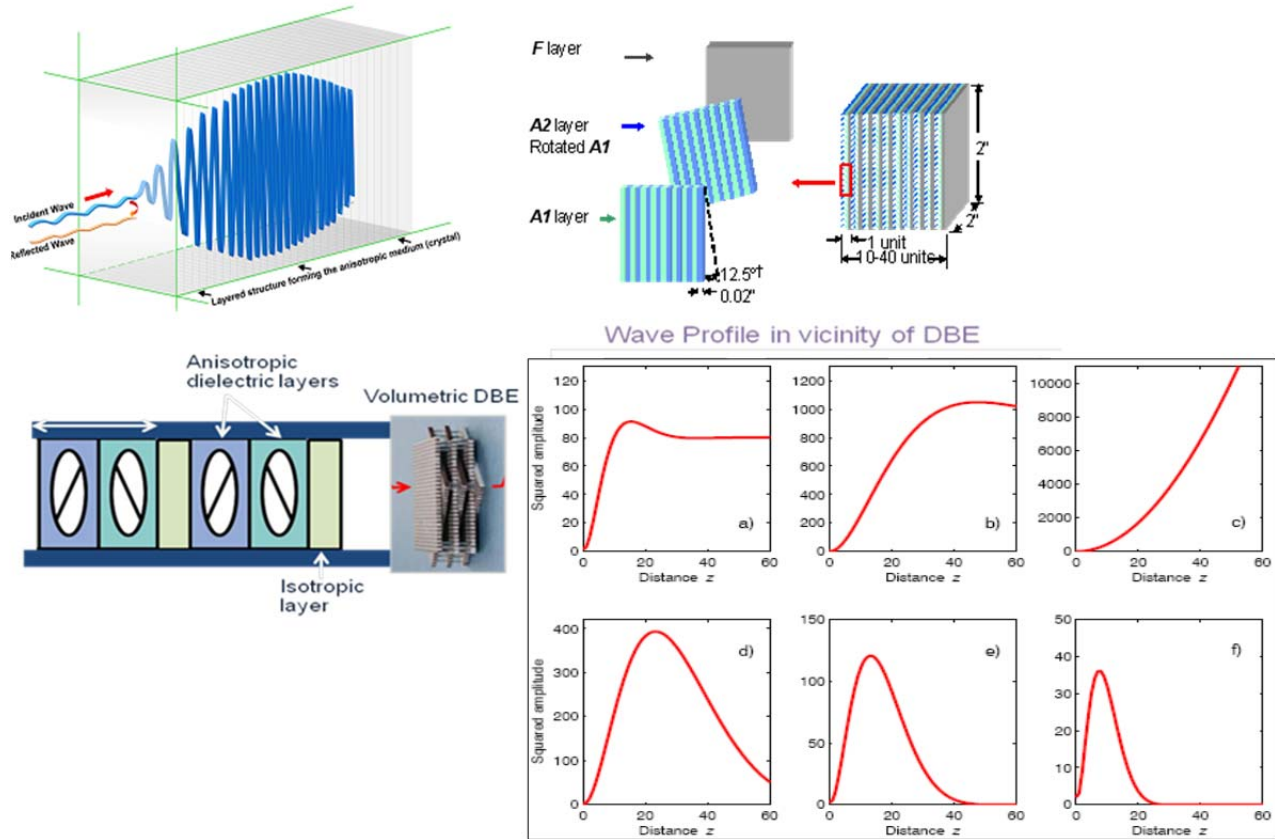 Incident Wave
Reflected Wave
Layered structure forming the anisotropic medium (crystal)
F layer
A2 layer
Rotated A1
A1 layer
12.5°†
0.02"
2"
2"
1 unit
10-40 units
Anisotropic
dielectric layers
Volumetric DBE
Isotropic
layer
Wave Profile in vicinity of DBE
Squared amplitude
120
100
80
60
40
20
0
0 20 40 60
Distance z
a)
1200
1000
800
600
400
200
0
0 20 40 60
Distance z
b)
10000
8000
6000
4000
2000
0
0 20 40 60
Distance z
c)
Squared amplitude
400
300
200
100
0
0 20 40 60
Distance z
d)
150
100
50
0
0 20 40 60
Distance z
e)
50
40
30
20
10
0
0 20 40 60
Distance z
f)